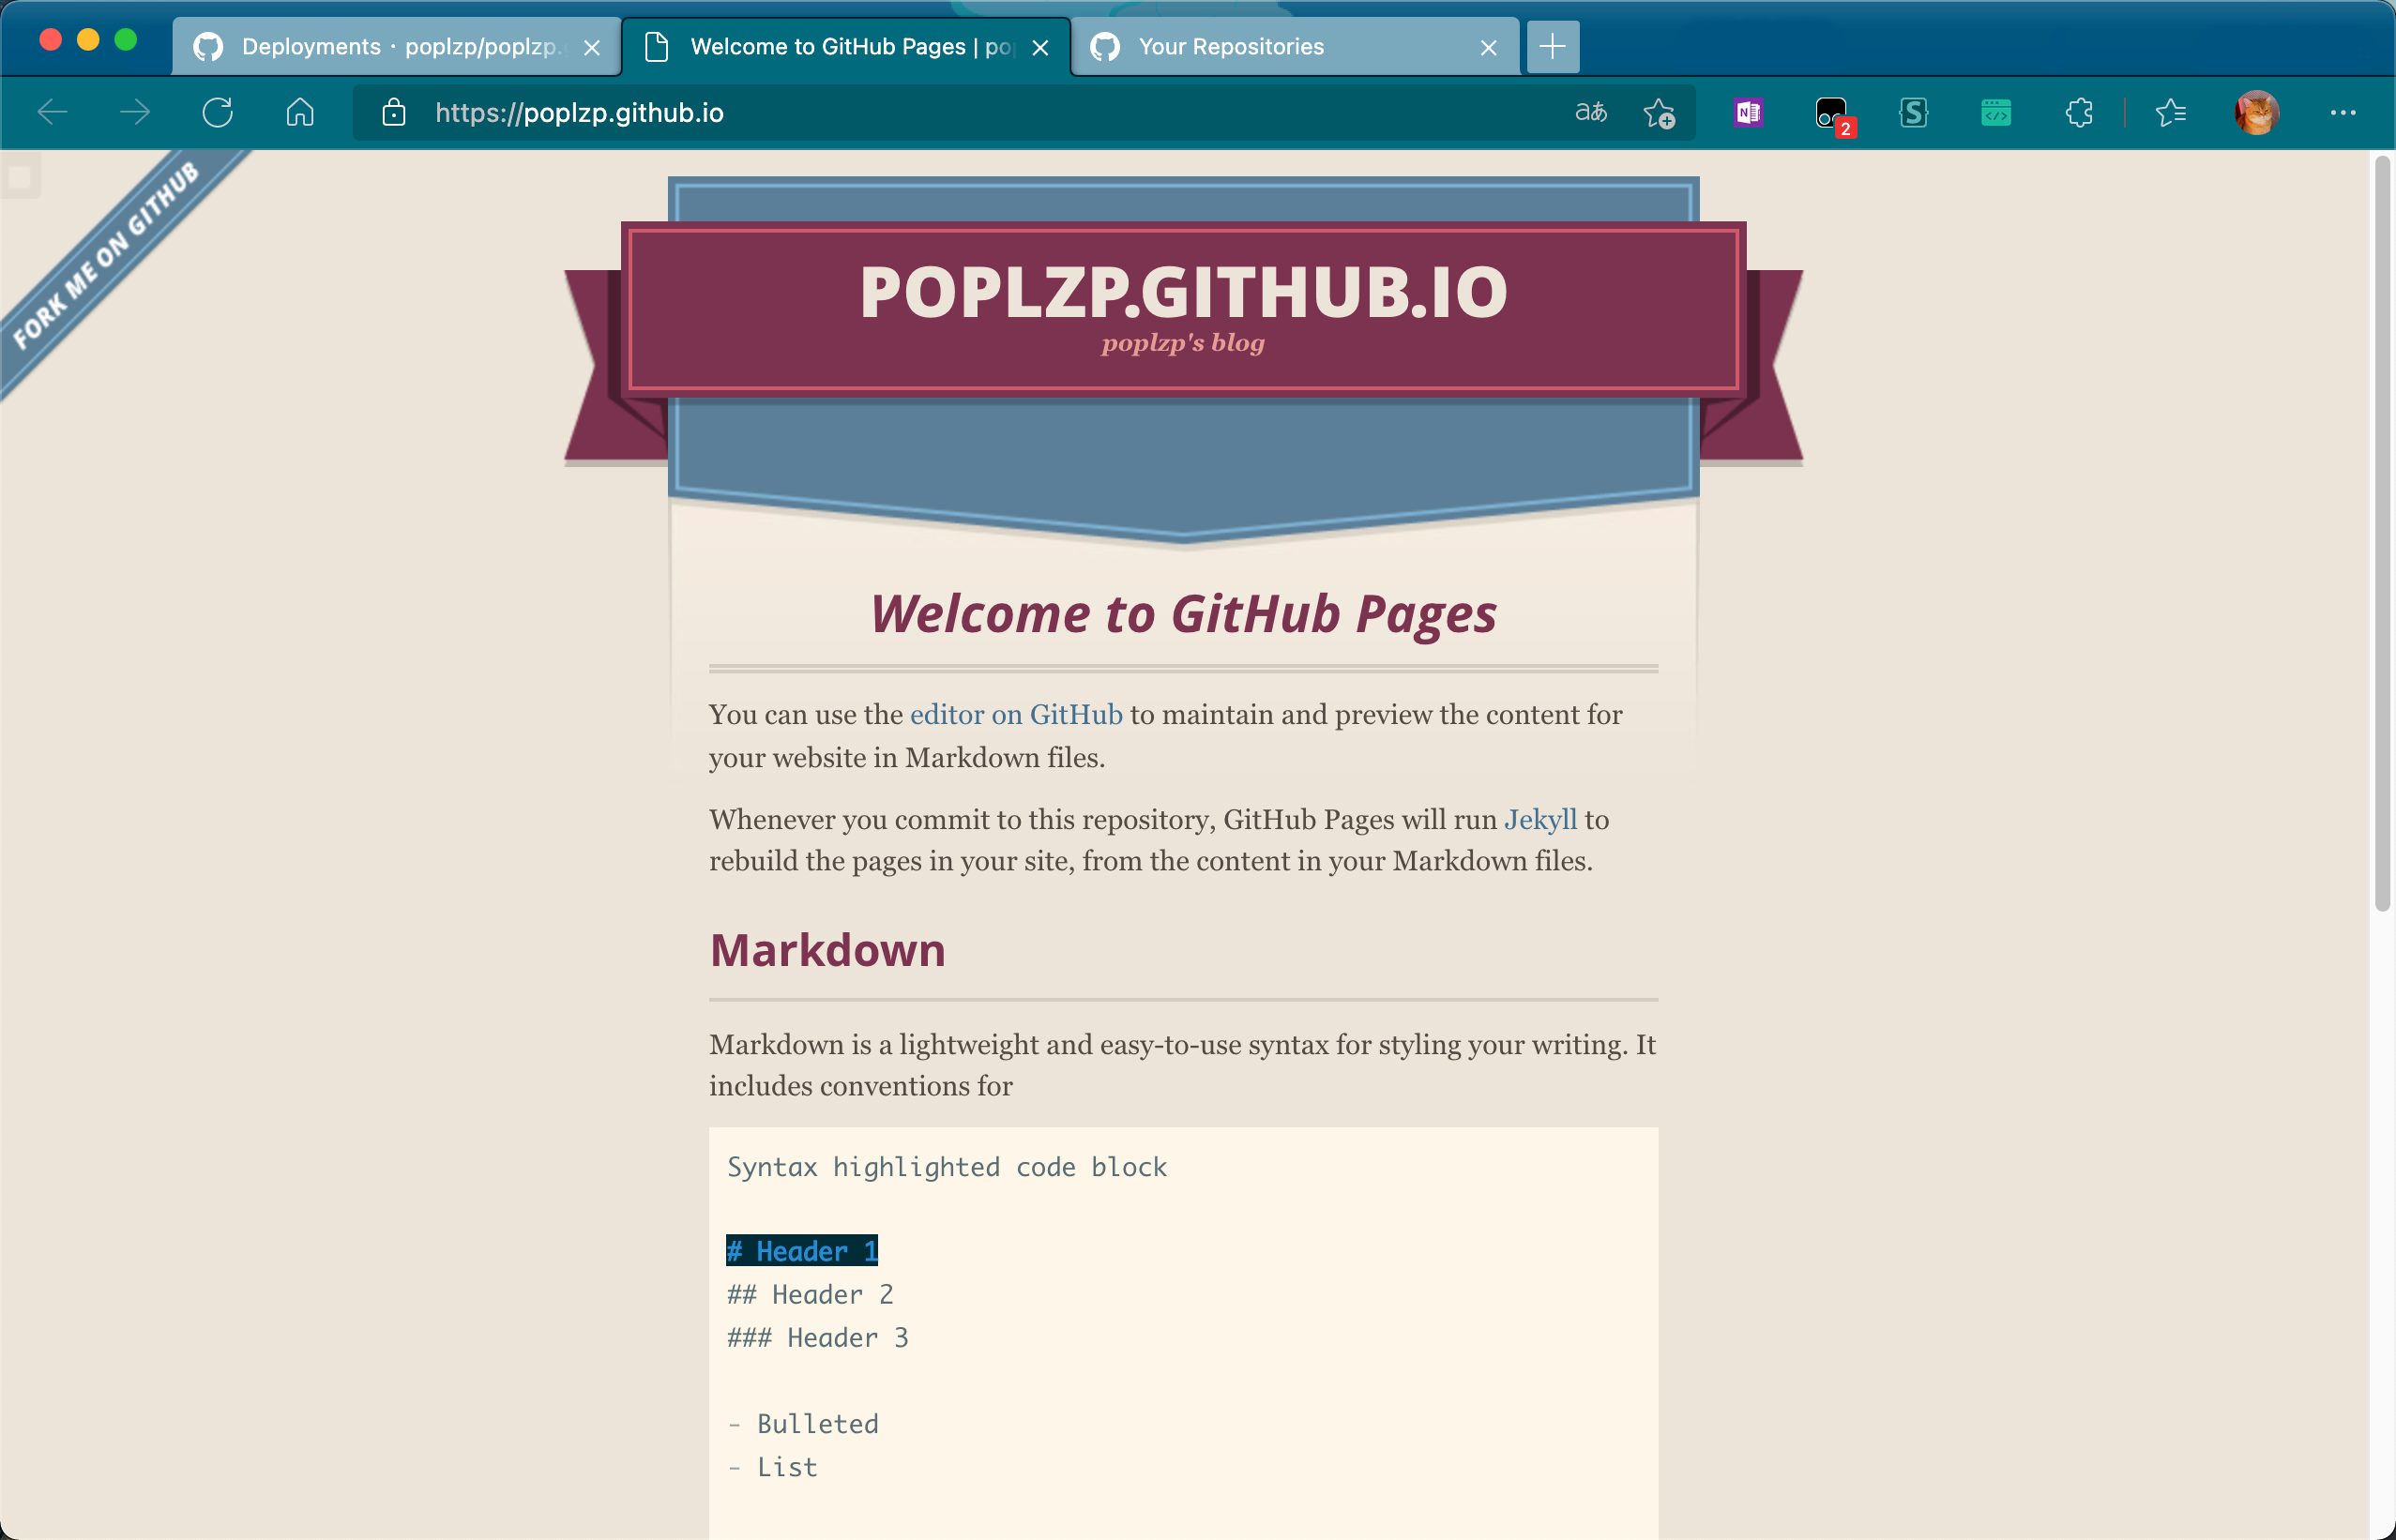 Deployments · poplzp/poplzp.
Welcome to GitHub Pages | po
Your Repositories
https://poplzp.github.io
aあ
N
2
S
FORK ME ON GITHUB
POPLZP.GITHUB.IO
poplzp's blog
Welcome to GitHub Pages
You can use the editor on GitHub to maintain and preview the content for
your website in Markdown files.
Whenever you commit to this repository, GitHub Pages will run Jekyll to
rebuild the pages in your site, from the content in your Markdown files.
Markdown
Markdown is a lightweight and easy-to-use syntax for styling your writing. It
includes conventions for
Syntax highlighted code block
# Header 1
## Header 2
### Header 3
- Bulleted
- List